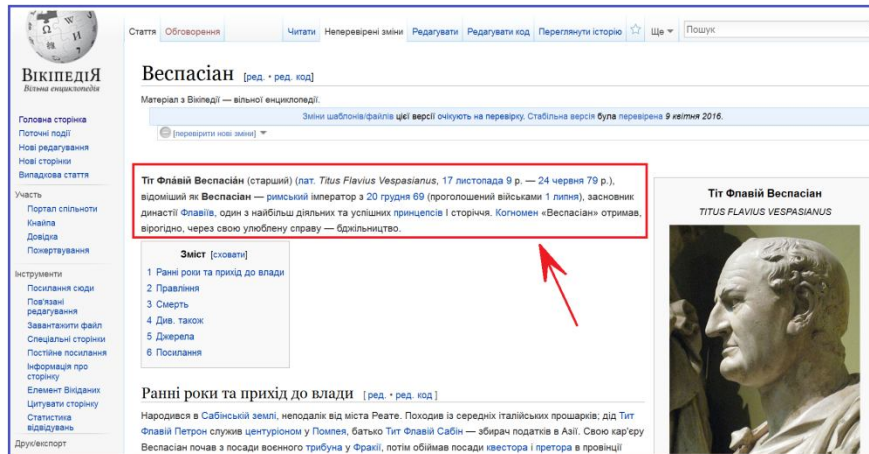 Стаття Обговорення Читати Неперевірені зміни Редагувати Редагувати код Переглянути історію Ще Пошук
ВікіпедіЯ
Вільна енциклопедія
Головна сторінка
Поточні події
Нові редагування
Нові сторінки
Випадкова стаття
Участь
Портал спільноти
Кнайпа
Довідка
Пожертвування
Інструменти
Посилання сюди
Пов'язані
редагування
Завантажити файл
Спеціальні сторінки
Постійне посилання
Інформація про
сторінку
Елемент Вікіданих
Цитувати сторінку
Статистика
відвідувань
Друк/експорт
Веспасіан [ред. • ред. код]
Матеріал з Вікіпедії — вільної енциклопедії.
Зміни шаблонів/файлів цієї версії очікують на перевірку. Стабільна версія була перевірена 9 квітня 2016.
[перевірити нові зміни]
Тіт Фла́вій Веспасіа́н (старший) (лат. Titus Flavius Vespasianus, 17 листопада 9 р. — 24 червня 79 р.),
відоміший як Веспасіан — римський імператор з 20 грудня 69 (проголошений військами 1 липня), засновник
династії Флавіїв, один з найбільш діяльних та успішних принцепсів I сторіччя. Когномен «Веспасіан» отримав,
вірогідно, через свою улюблену справу — бджільництво.
Зміст [сховати]
1 Ранні роки та прихід до влади
2 Правління
3 Смерть
4 Див. також
5 Джерела
6 Посилання
Ранні роки та прихід до влади [ред. • ред. код]
Народився в Сабінській землі, неподалік від міста Реате. Походив із середніх італійських прошарків; дід Тит
Флавій Петрон служив центуріоном у Помпея, батько Тит Флавій Сабін — збирач податків в Азії. Свою кар'єру
Веспасіан почав з посади воєнного трибуна у Фракії, потім обіймав посади квестора і претора в провінції
Тіт Флавій Веспасіан
TITUS FLAVIUS VESPASIANUS